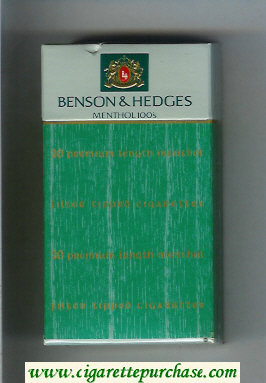 BENSON & HEDGES
MENTHOL 100s
20 premium length menthol
filter tipped cigarettes
20 premium length menthol
filter tipped cigarettes
www.cigarettepurchase.com